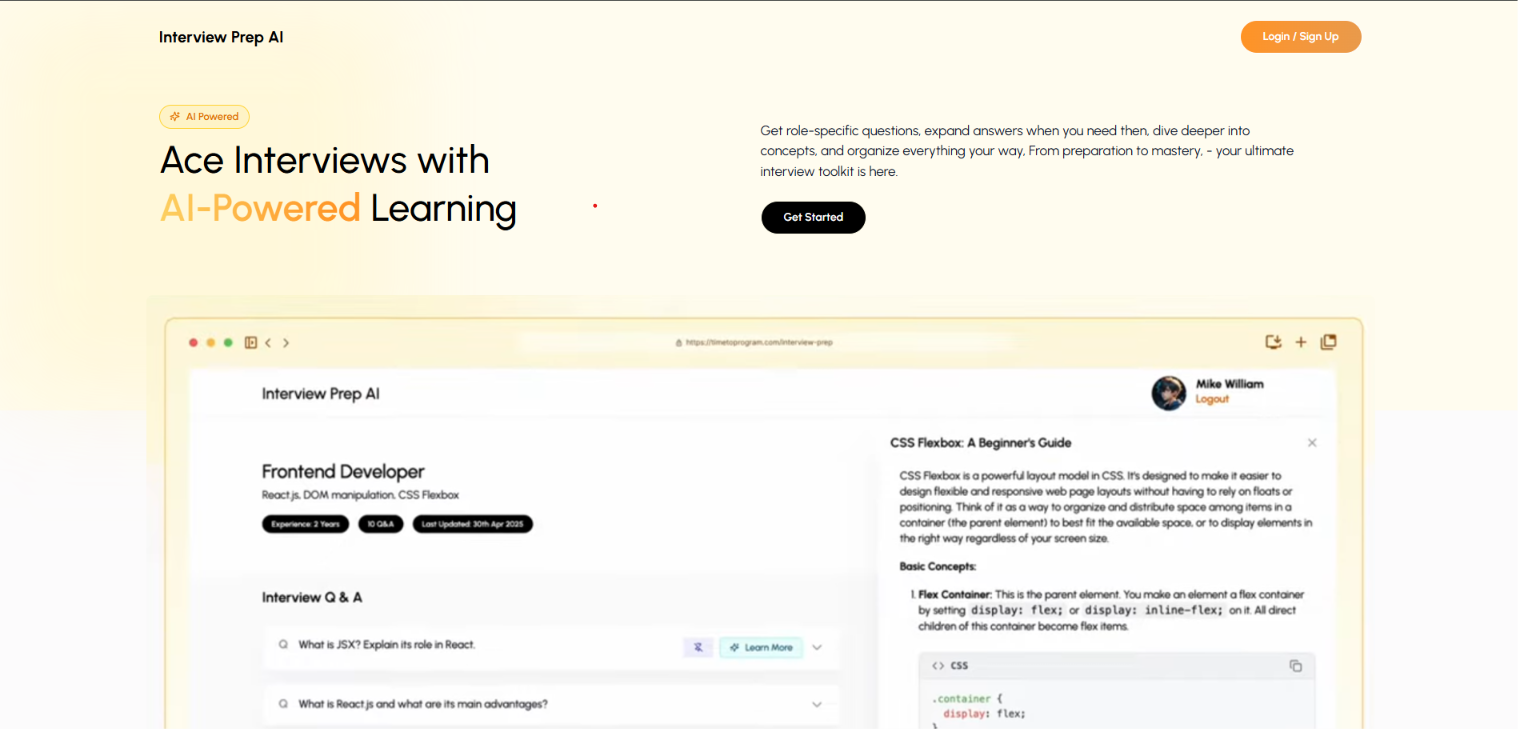 Interview Prep AI
Login / Sign Up
AI Powered
Ace Interviews with
AI-Powered Learning
Get role-specific questions, expand answers when you need then, dive deeper into
concepts, and organize everything your way, From preparation to mastery, - your ultimate
interview toolkit is here.
Get Started
https://timetoprogram.com/interview-prep
Interview Prep AI
Mike William
Logout
Frontend Developer
React.js, DOM manipulation, CSS Flexbox
Experience: 2 Years
10 Q&A
Last Updated: 30th Apr 2025
Interview Q & A
Q What is JSX? Explain its role in React.
Learn More
Q What is React.js and what are its main advantages?
CSS Flexbox: A Beginner's Guide
CSS Flexbox is a powerful layout model in CSS. It's designed to make it easier to
design flexible and responsive web page layouts without having to rely on floats or
positioning. Think of it as a way to organize and distribute space among items in a
container (the parent element) to best fit the available space, or to display elements in
the right way regardless of your screen size.
Basic Concepts:
1. Flex Container: This is the parent element. You make an element a flex container
by setting display: flex; or display: inline-flex; on it. All direct
children of this container become flex items.
<> CSS
.container {
display: flex;
}